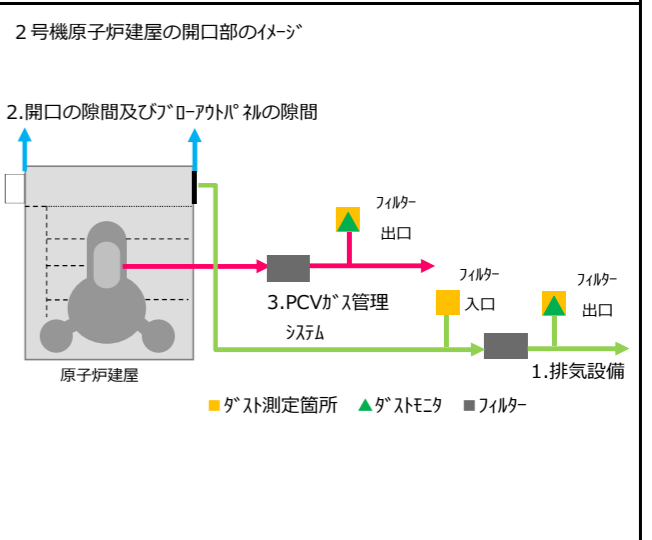 ２号機原子炉建屋の開口部のｲﾒｰｼﾞ
2.開口の隙間及びﾌﾞﾛｰｱｳﾄﾊﾟﾈﾙの隙間
ﾌｨﾙﾀｰ
出口
ﾌｨﾙﾀｰ
入口
ﾌｨﾙﾀｰ
出口
3.PCVｶﾞｽ管理
ｼｽﾃﾑ
1.排気設備
原子炉建屋
ﾀﾞｽﾄ測定箇所 ﾀﾞｽﾄﾓﾆﾀ ﾌｨﾙﾀｰ